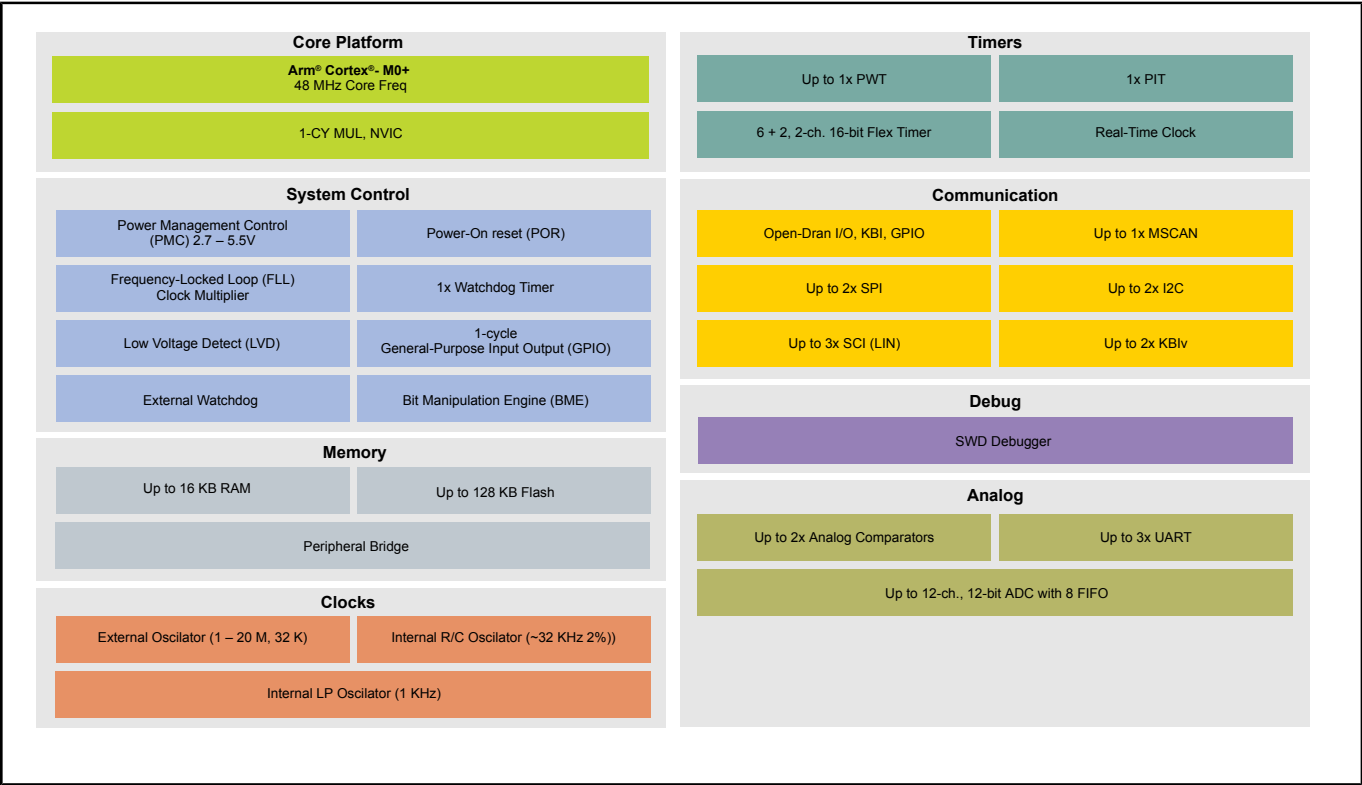 Core Platform
Arm® Cortex®- M0+
48 MHz Core Freq
1-CY MUL, NVIC
System Control
Power Management Control
(PMC) 2.7 – 5.5V
Power-On reset (POR)
Frequency-Locked Loop (FLL)
Clock Multiplier
1x Watchdog Timer
Low Voltage Detect (LVD)
1-cycle
General-Purpose Input Output (GPIO)
External Watchdog
Bit Manipulation Engine (BME)
Memory
Up to 16 KB RAM
Up to 128 KB Flash
Peripheral Bridge
Clocks
External Oscilator (1 – 20 M, 32 K)
Internal R/C Oscilator (~32 KHz 2%))
Internal LP Oscilator (1 KHz)
Timers
Up to 1x PWT
1x PIT
6 + 2, 2-ch. 16-bit Flex Timer
Real-Time Clock
Communication
Open-Dran I/O, KBI, GPIO
Up to 1x MSCAN
Up to 2x SPI
Up to 2x I2C
Up to 3x SCI (LIN)
Up to 2x KBIv
Debug
SWD Debugger
Analog
Up to 2x Analog Comparators
Up to 3x UART
Up to 12-ch., 12-bit ADC with 8 FIFO